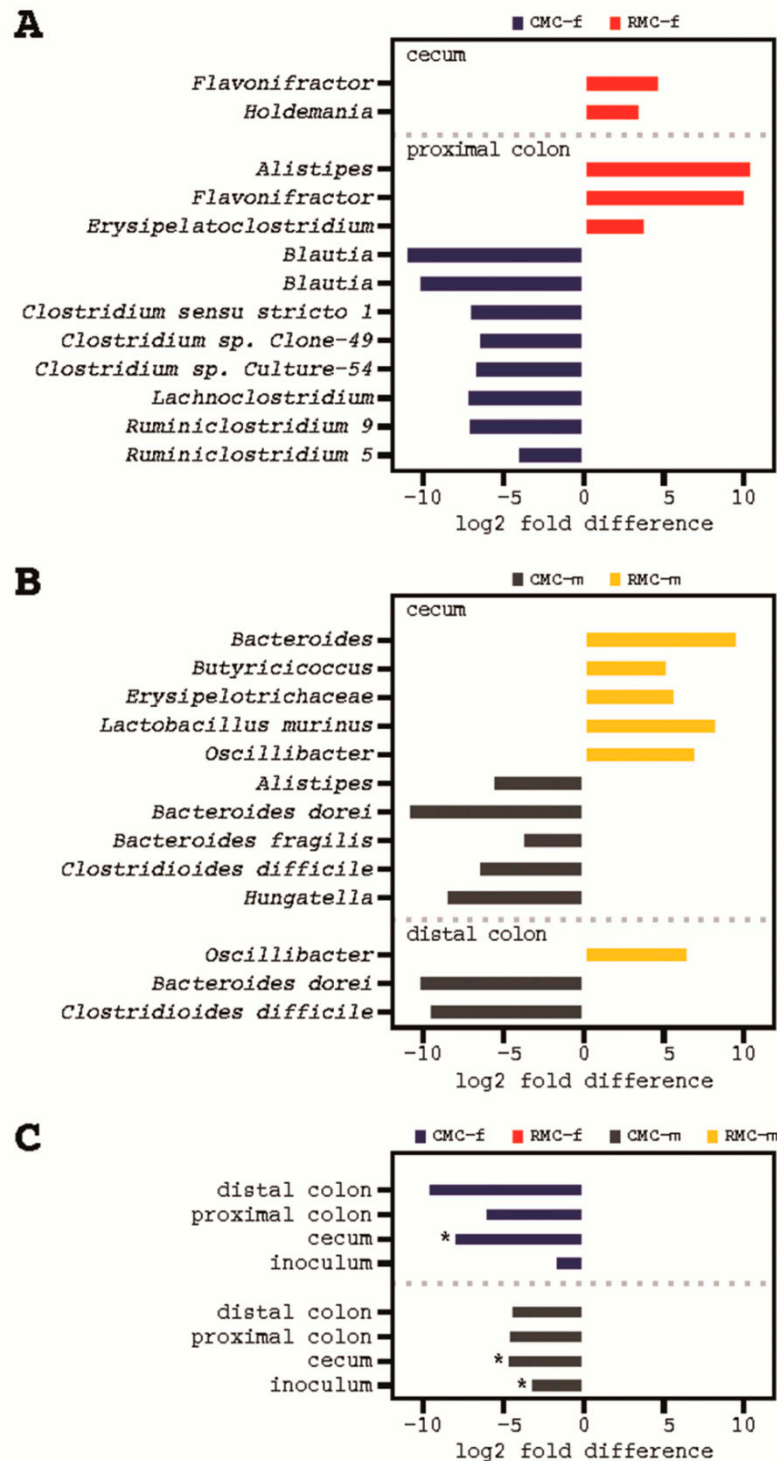 A
CMC-f RMC-f
cecum
Flavonifractor
Holdemania
proximal colon
Alistipes
Flavonifractor
Erysipelatoclostridium
Blautia
Blautia
Clostridium sensu stricto 1
Clostridium sp. Clone-49
Clostridium sp. Culture-54
Lachnoclostridium
Ruminiclostridium 9
Ruminiclostridium 5
-10 -5 0 5 10
log2 fold difference
B
CMC-m RMC-m
cecum
Bacteroides
Butyricicoccus
Erysipelotrichaceae
Lactobacillus murinus
Oscillibacter
Alistipes
Bacteroides dorei
Bacteroides fragilis
Clostridioides difficile
Hungatella
distal colon
Oscillibacter
Bacteroides dorei
Clostridioides difficile
-10 -5 0 5 10
log2 fold difference
C
CMC-f RMC-f CMC-m RMC-m
distal colon
proximal colon
cecum *
inoculum
distal colon
proximal colon
cecum *
inoculum *
-10 -5 0 5 10
log2 fold difference